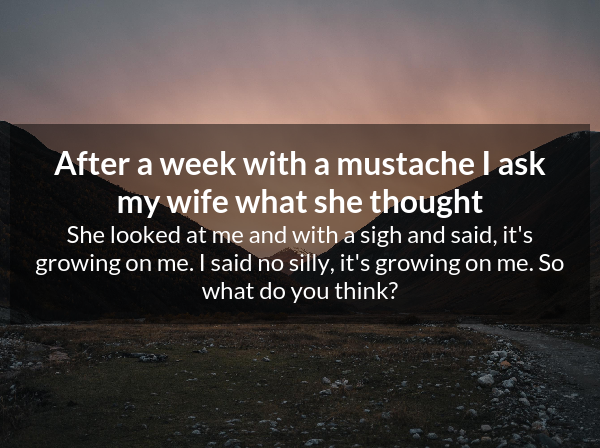 After a week with a mustache I ask
my wife what she thought
She looked at me and with a sigh and said, it's
growing on me. I said no silly, it's growing on me. So
what do you think?